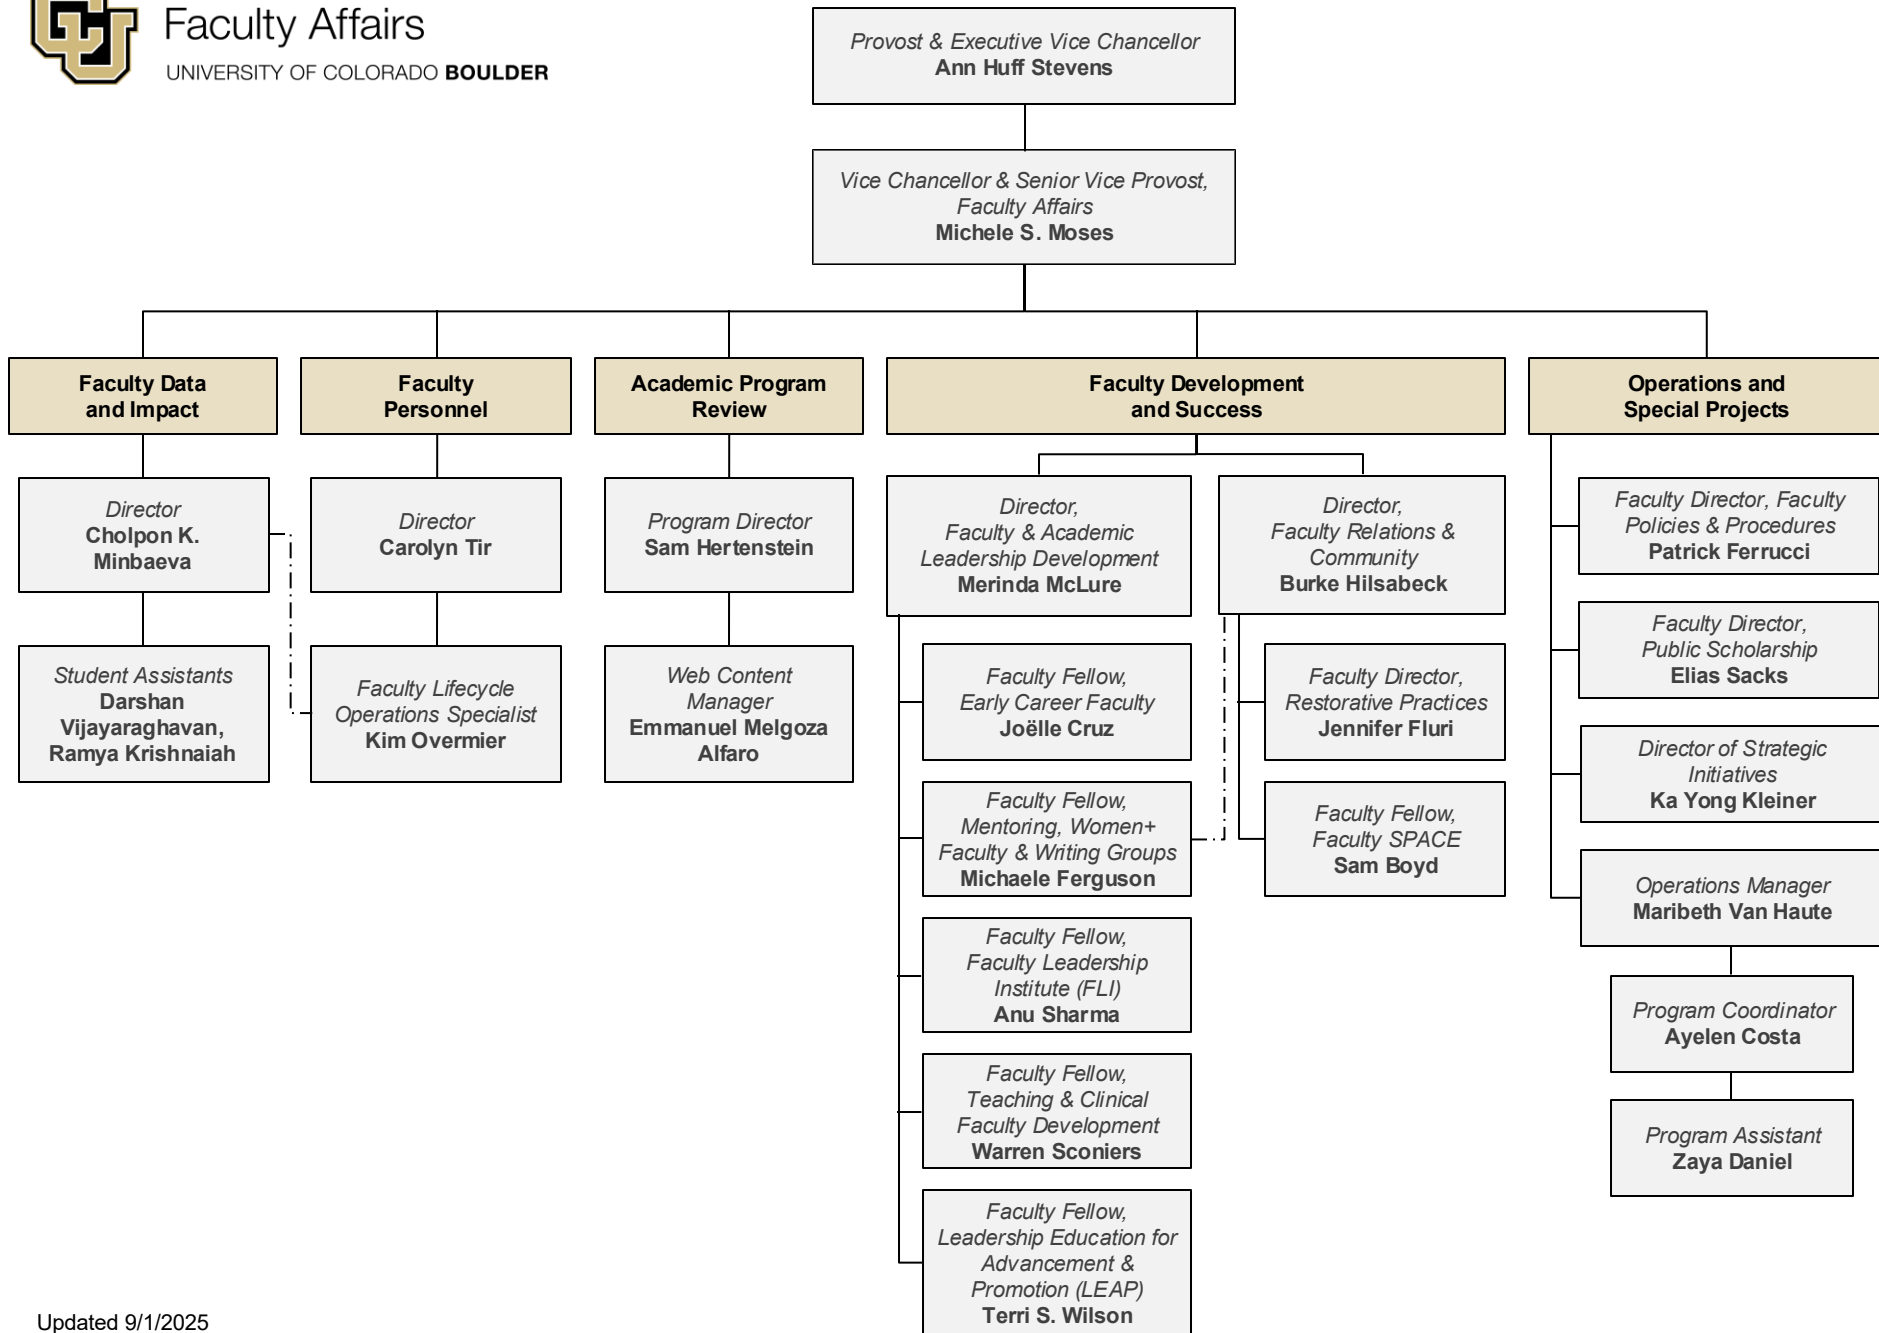 CU
Faculty Affairs
UNIVERSITY OF COLORADO BOULDER
Provost & Executive Vice Chancellor
Ann Huff Stevens
Vice Chancellor & Senior Vice Provost,
Faculty Affairs
Michele S. Moses
Faculty Data
and Impact
Director
Cholpon K.
Minbaeva
Student Assistants
Darshan
Vijayaraghavan,
Ramya Krishnaiah
Faculty
Personnel
Director
Carolyn Tir
Faculty Lifecycle
Operations Specialist
Kim Overmier
Academic Program
Review
Program Director
Sam Hertenstein
Web Content
Manager
Emmanuel Melgoza
Alfaro
Faculty Development
and Success
Director,
Faculty & Academic
Leadership Development
Merinda McLure
Faculty Fellow,
Early Career Faculty
Joëlle Cruz
Faculty Fellow,
Mentoring, Women+
Faculty & Writing Groups
Michaele Ferguson
Faculty Fellow,
Faculty Leadership
Institute (FLI)
Anu Sharma
Faculty Fellow,
Teaching & Clinical
Faculty Development
Warren Sconiers
Faculty Fellow,
Leadership Education for
Advancement &
Promotion (LEAP)
Terri S. Wilson
Director,
Faculty Relations &
Community
Burke Hilsabeck
Faculty Director,
Restorative Practices
Jennifer Fluri
Faculty Fellow,
Faculty SPACE
Sam Boyd
Operations and
Special Projects
Faculty Director, Faculty
Policies & Procedures
Patrick Ferrucci
Faculty Director,
Public Scholarship
Elias Sacks
Director of Strategic
Initiatives
Ka Yong Kleiner
Operations Manager
Maribeth Van Haute
Program Coordinator
Ayelen Costa
Program Assistant
Zaya Daniel
Updated 9/1/2025